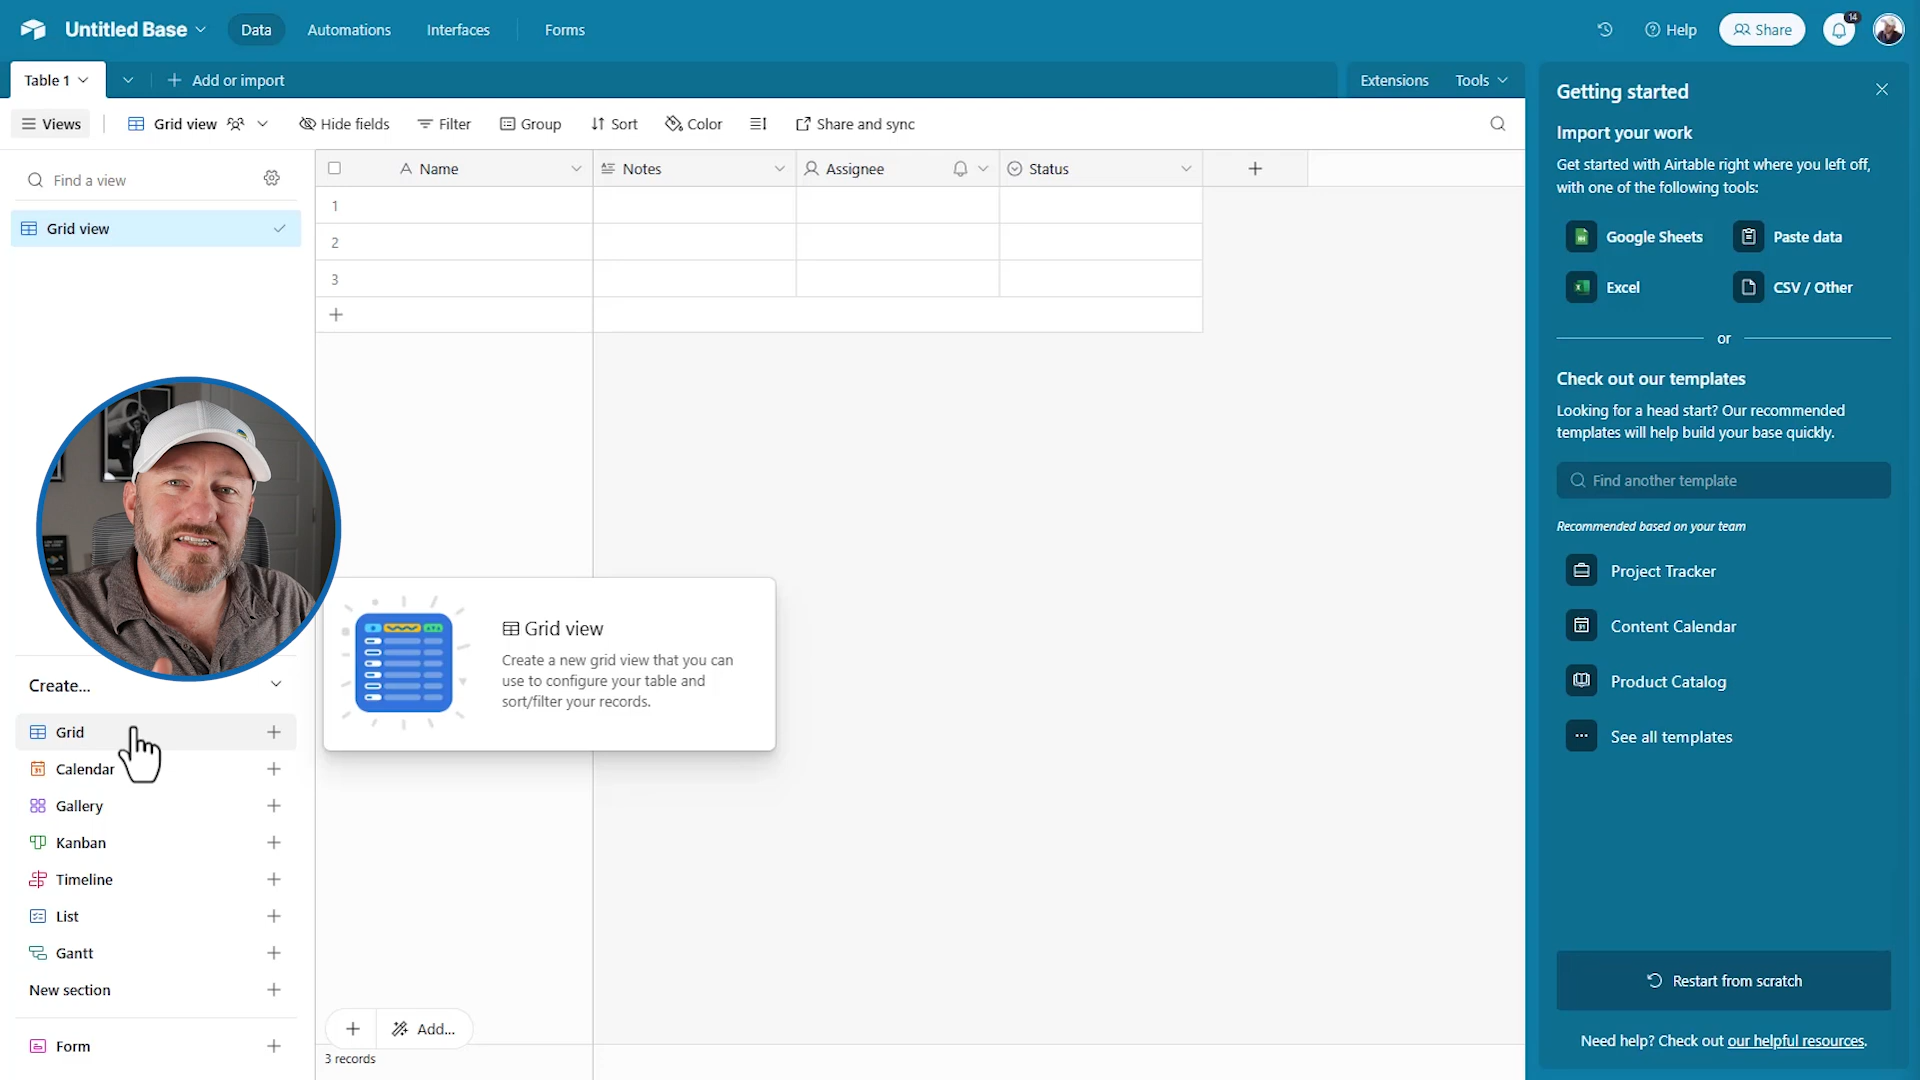 Untitled Base
Data
Automations
Interfaces
Forms
Help
Share
14
Table 1
Add or import
Extensions
Tools
Views
Grid view
Hide fields
Filter
Group
Sort
Color
Share and sync
Find a view
Grid view
Name
Notes
Assignee
Status
1
2
3
Create...
Grid
Calendar
Gallery
Kanban
Timeline
List
Gantt
New section
Form
Grid view
Create a new grid view that you can
use to configure your table and
sort/filter your records.
Add...
3 records
Getting started
Import your work
Get started with Airtable right where you left off,
with one of the following tools:
Google Sheets
Paste data
Excel
CSV / Other
or
Check out our templates
Looking for a head start? Our recommended
templates will help build your base quickly.
Find another template
Recommended based on your team
Project Tracker
Content Calendar
Product Catalog
See all templates
Restart from scratch
Need help? Check out our helpful resources.